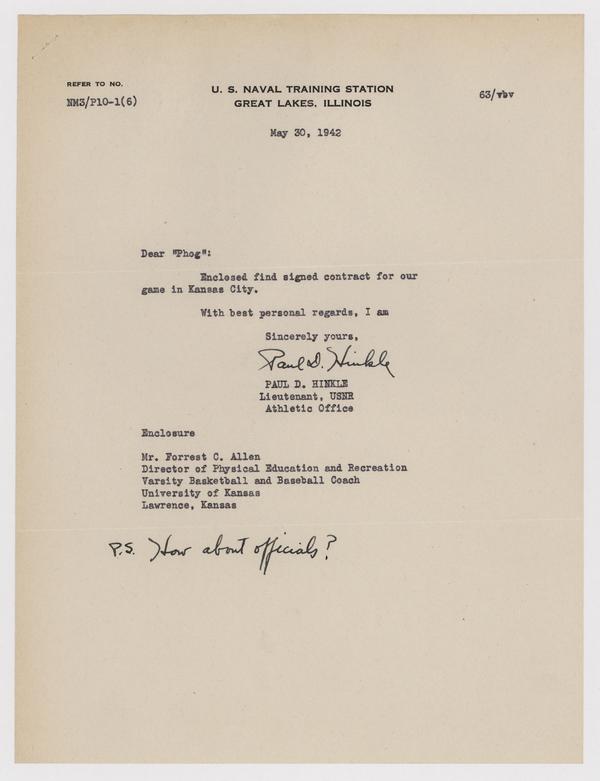 REFER TO NO.
NM3/P10-1(6)
U. S. NAVAL TRAINING STATION
GREAT LAKES, ILLINOIS
63/vbv
May 30, 1942
Dear "Phog":
Enclosed find signed contract for our
game in Kansas City.
With best personal regards, I am
Sincerely yours,
Paul D. Hinkle
PAUL D. HINKLE
Lieutenant, USNR
Athletic Office
Enclosure
Mr. Forrest C. Allen
Director of Physical Education and Recreation
Varsity Basketball and Baseball Coach
University of Kansas
Lawrence, Kansas
P.S. How about officials?